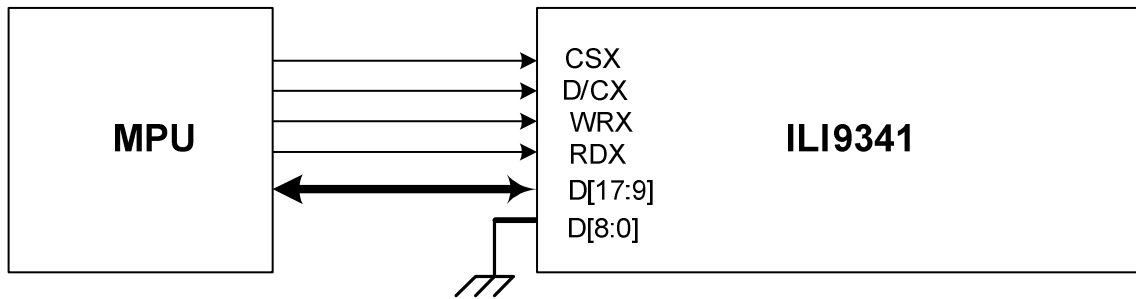 MPU
CSX
D/CX
WRX
RDX
D[17:9]
D[8:0]
ILI9341